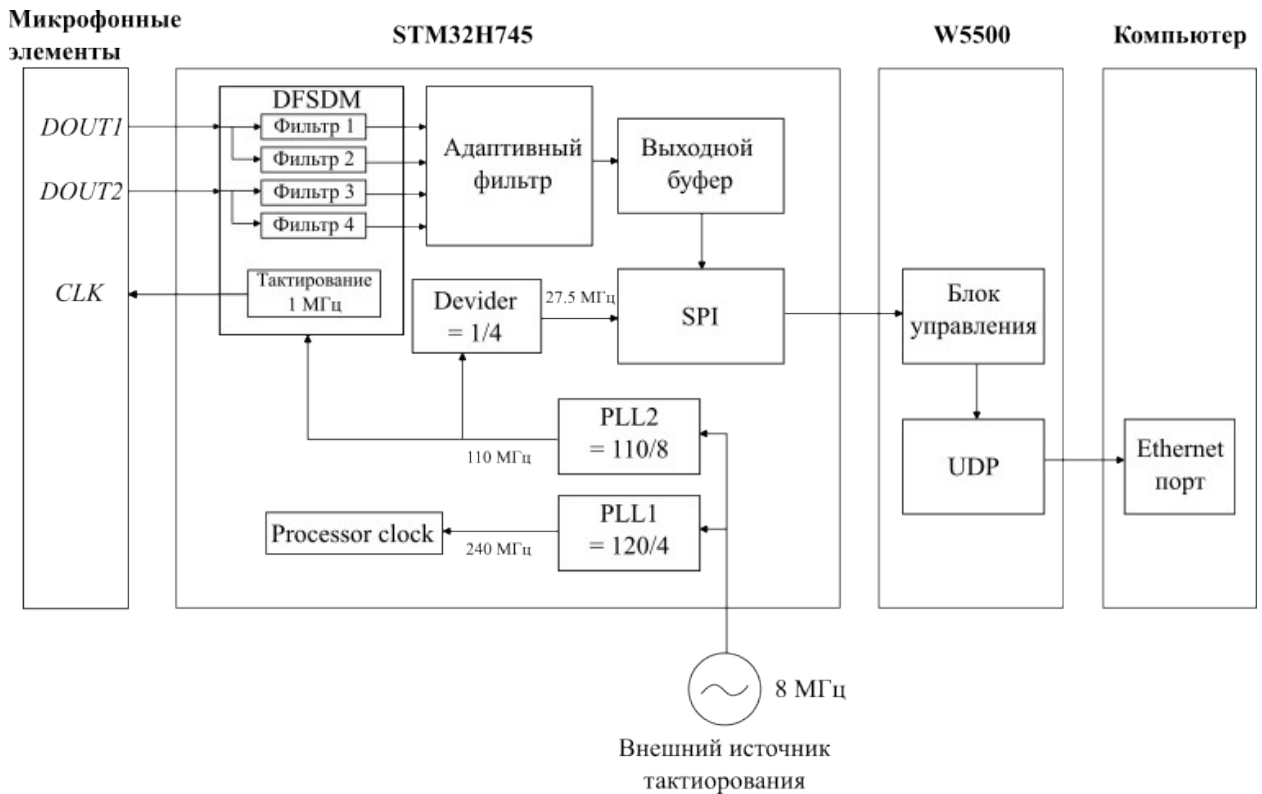 Микрофонные
элементы
STM32H745
W5500
Компьютер
DFSDM
DOUT1
Фильтр 1
Фильтр 2
DOUT2
Фильтр 3
Фильтр 4
Адаптивный
фильтр
Выходной
буфер
CLK
Тактирование
1 МГц
Devider
= 1/4
27.5 МГц
SPI
Блок
управления
PLL2
= 110/8
110 МГц
UDP
Ethernet
порт
PLL1
= 120/4
Processor clock
240 МГц
8 МГц
Внешний источник
тактиорования